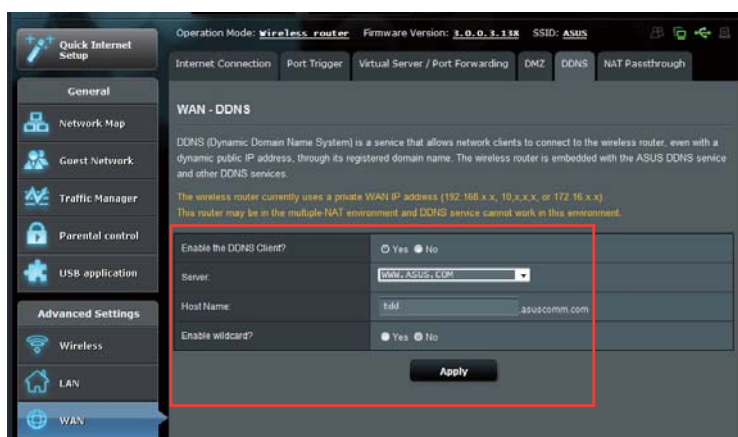 Quick Internet Setup
Operation Mode: Wireless router Firmware Version: 3.0.0.3.138 SSID: ASUS
Internet Connection Port Trigger Virtual Server / Port Forwarding DMZ DDNS NAT Passthrough
General
Network Map
Guest Network
Traffic Manager
Parental control
USB application
Advanced Settings
Wireless
LAN
WAN
WAN - DDNS
DDNS (Dynamic Domain Name System) is a service that allows network clients to connect to the wireless router, even with a
dynamic public IP address, through its registered domain name. The wireless router is embedded with the ASUS DDNS service
and other DDNS services.
The wireless router currently uses a private WAN IP address (192.168.x.x, 10,x,x,x, or 172.16.x.x)
This router may be in the multiple-NAT environment and DDNS service cannot work in this environment.
Enable the DDNS Client? Yes No
Server: WWW.ASUS.COM
Host Name: tdd .asuscomm.com
Enable wildcard? Yes No
Apply